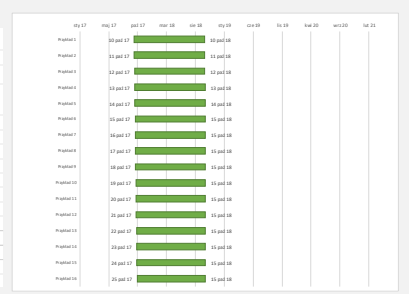 sty 17 maj 17 paź 17 mar 18 sie 18 sty 19 cze 19 lis 19 kwi 20 wrz 20 lut 21
Przykład 1 10 paź 17 10 paź 18
Przykład 2 11 paź 17 11 paź 18
Przykład 3 12 paź 17 12 paź 18
Przykład 4 13 paź 17 13 paź 18
Przykład 5 14 paź 17 14 paź 18
Przykład 6 15 paź 17 15 paź 18
Przykład 7 16 paź 17 15 paź 18
Przykład 8 17 paź 17 15 paź 18
Przykład 9 18 paź 17 15 paź 18
Przykład 10 19 paź 17 15 paź 18
Przykład 11 20 paź 17 15 paź 18
Przykład 12 21 paź 17 15 paź 18
Przykład 13 22 paź 17 15 paź 18
Przykład 14 23 paź 17 15 paź 18
Przykład 15 24 paź 17 15 paź 18
Przykład 16 25 paź 17 15 paź 18